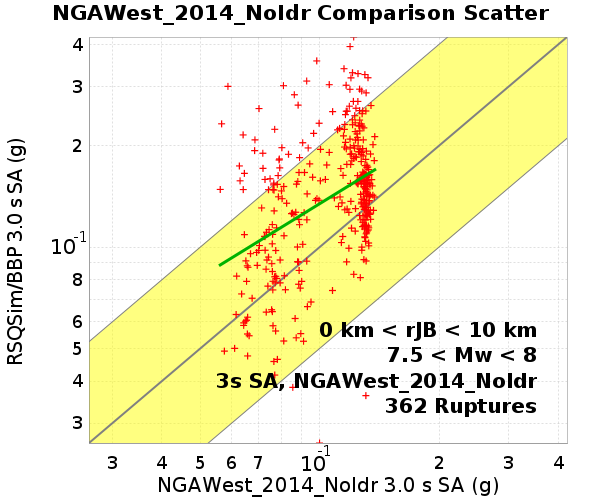 NGAWest_2014_NoIdr Comparison Scatter
4
3
2
10-1
8
6
5
4
3
RSQSim/BBP 3.0 s SA (g)
0 km < rJB < 10 km
7.5 < Mw < 8
3s SA, NGAWest_2014_NoIdr
362 Ruptures
3 4 5 6 7 10-1 2 3 4
NGAWest_2014_NoIdr 3.0 s SA (g)